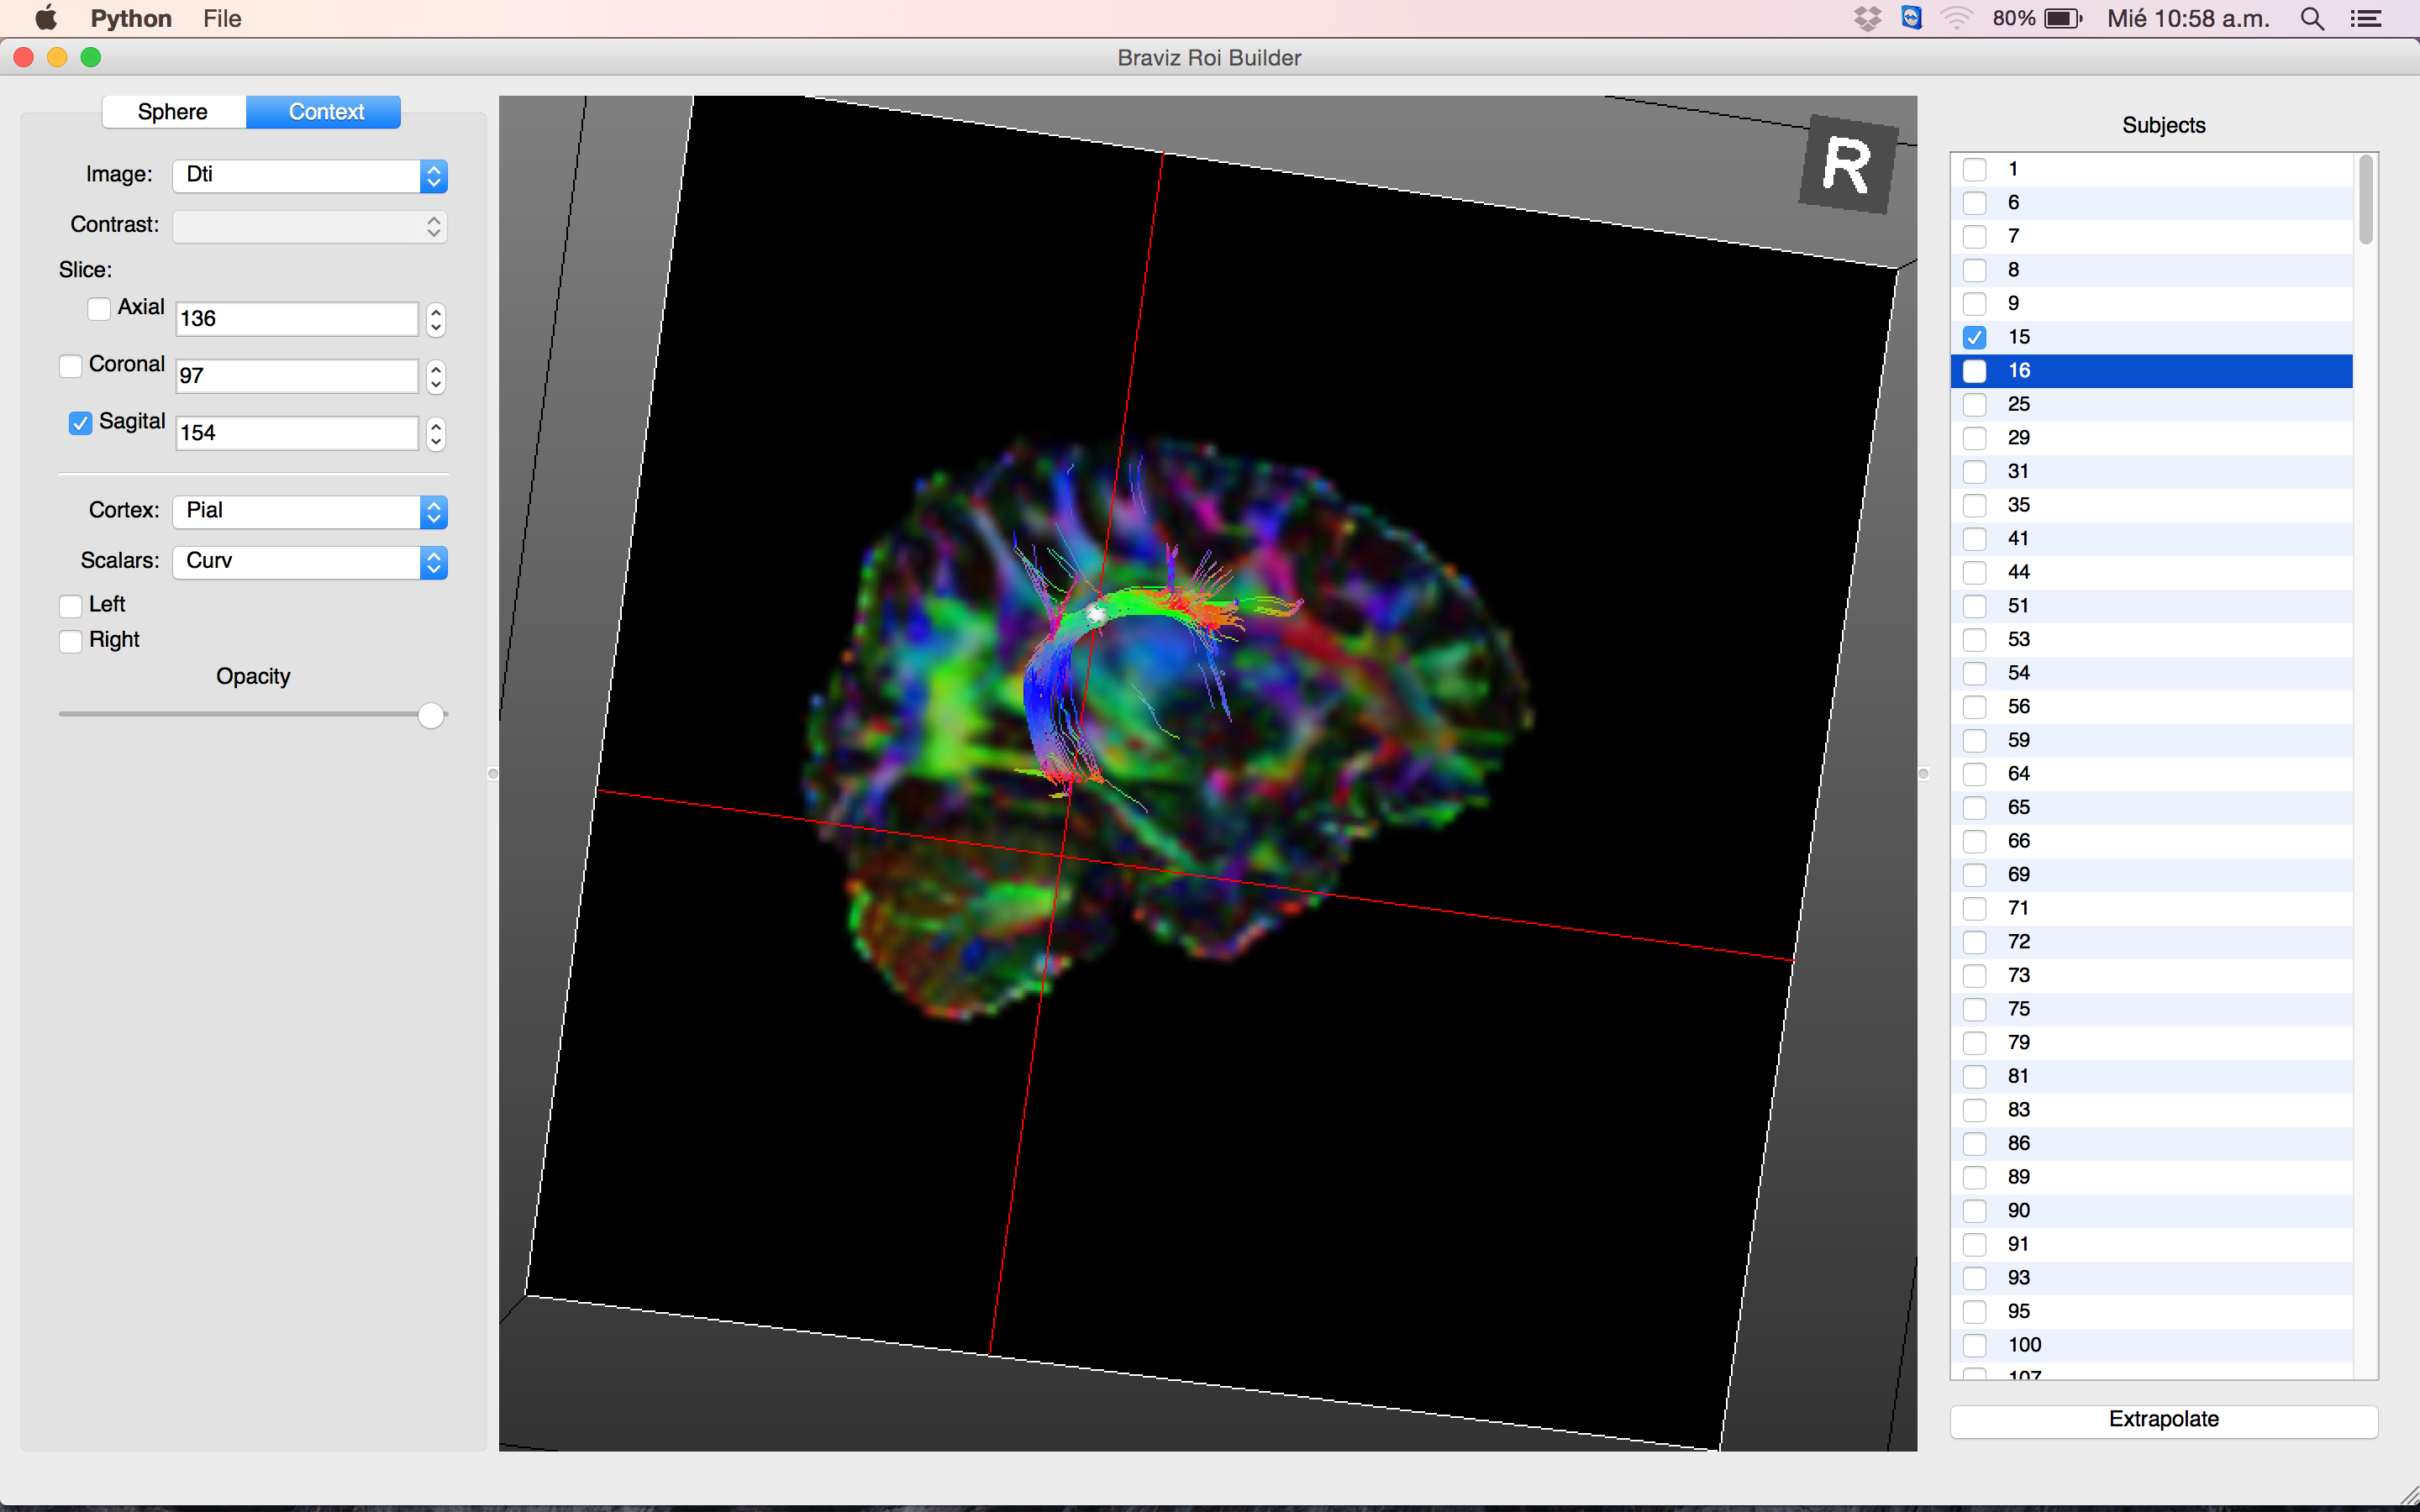 Python File 80% Mié 10:58 a.m.
Braviz Roi Builder
Sphere Context
Image: Dti
Contrast:
Slice:
Axial 136
Coronal 97
Sagital 154
Cortex: Pial
Scalars: Curv
Left
Right
Opacity
R
Subjects
1
6
7
8
9
15
16
25
29
31
35
41
44
51
53
54
56
59
64
65
66
69
71
72
73
75
79
81
83
86
89
90
91
93
95
100
107
Extrapolate